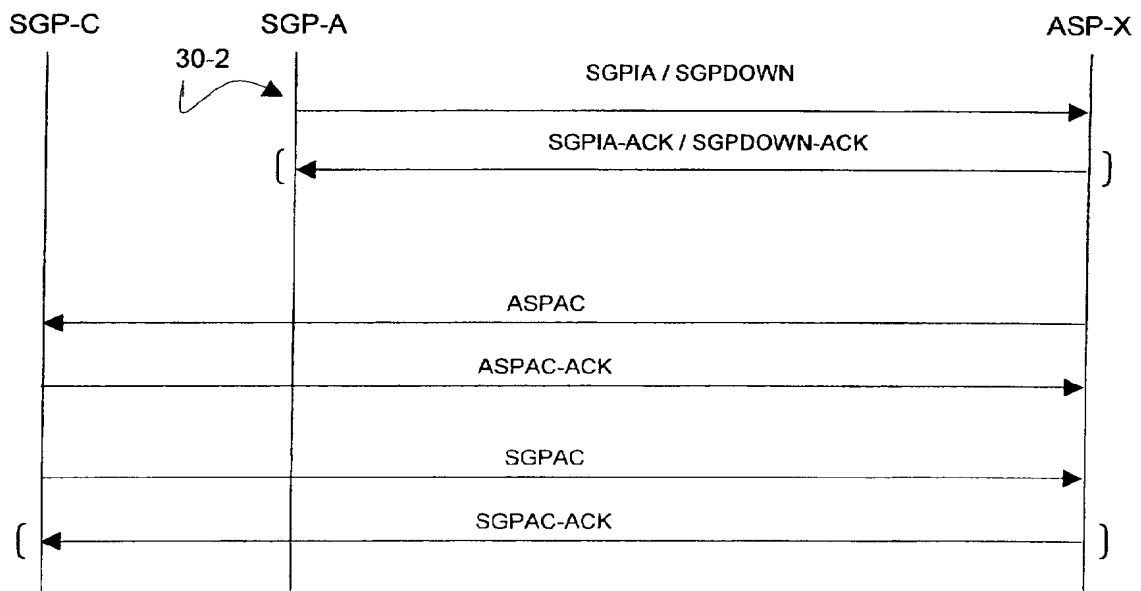 SGP-C SGP-A ASP-X
30-2
SGPIA / SGPDOWN
SGPIA-ACK / SGPDOWN-ACK
ASPAC
ASPAC-ACK
SGPAC
SGPAC-ACK